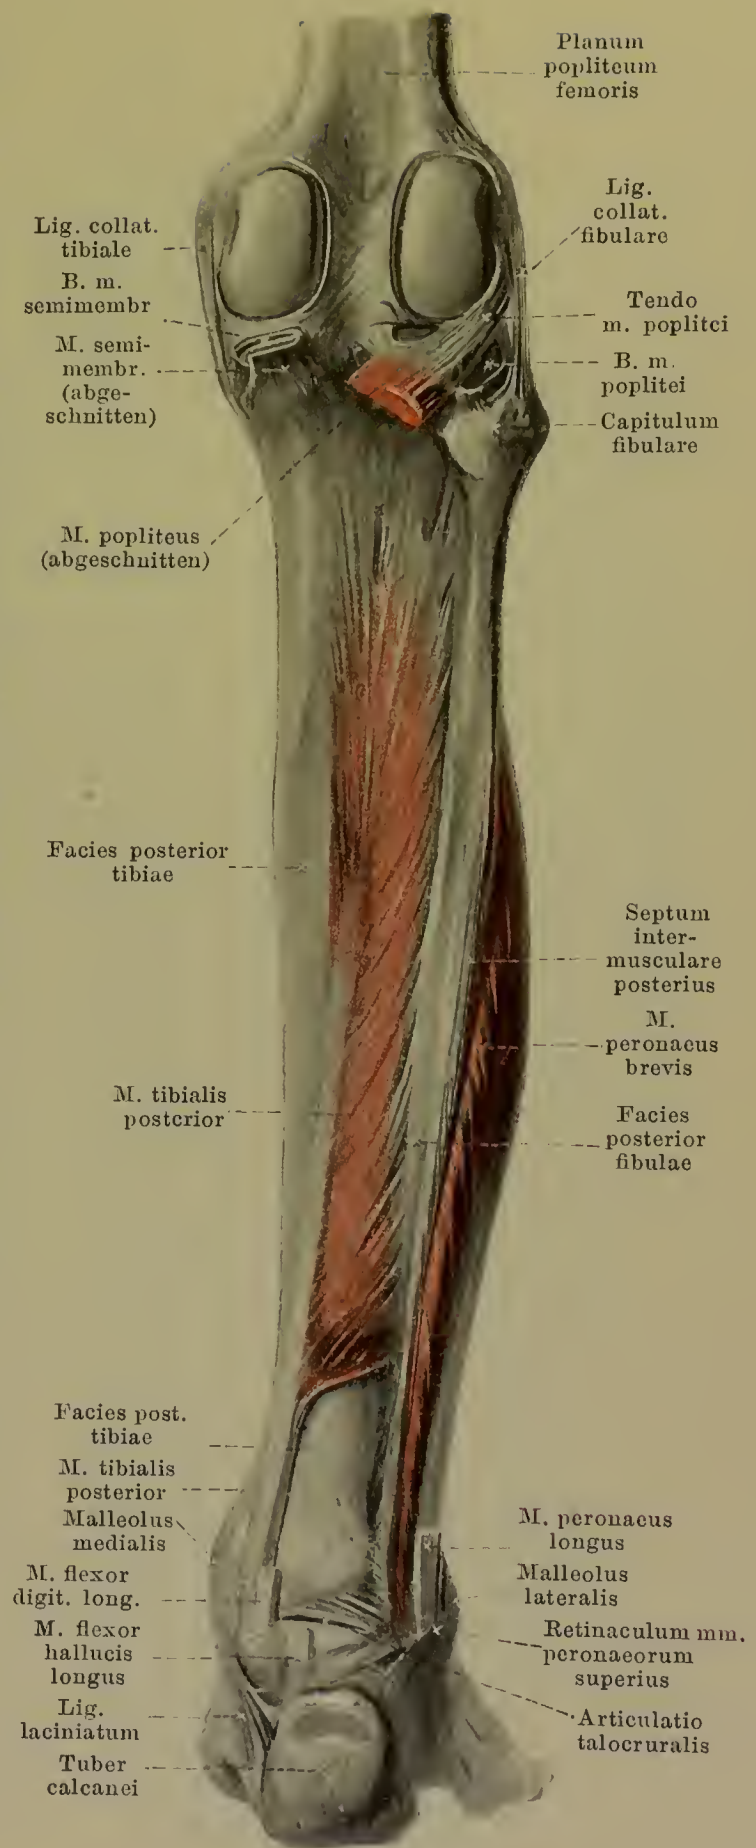 Planum
popliteum
femoris
Lig.
collat.
fibulare
Tendo
m. poplitei
B. m.
poplitei
Capitulum
fibulare
Lig. collat.
tibiale
B. m.
semimembr
M. semi-
membr.
(abge-
schnitten)
M. popliteus
(abgeschnitten)
Facies posterior
tibiae
Septum
inter-
musculare
posterius
M.
peronaeus
brevis
M. tibialis
posterior
Facies
posterior
fibulae
Facies post.
tibiae
M. tibialis
posterior
Malleolus
medialis
M. flexor
digit. long.
M. flexor
hallucis
longus
Lig.
laciniatum
Tuber
calcanei
M. peronaeus
longus
Malleolus
lateralis
Retinaculum mm.
peronaeorum
superius
Articulatio
talocruralis